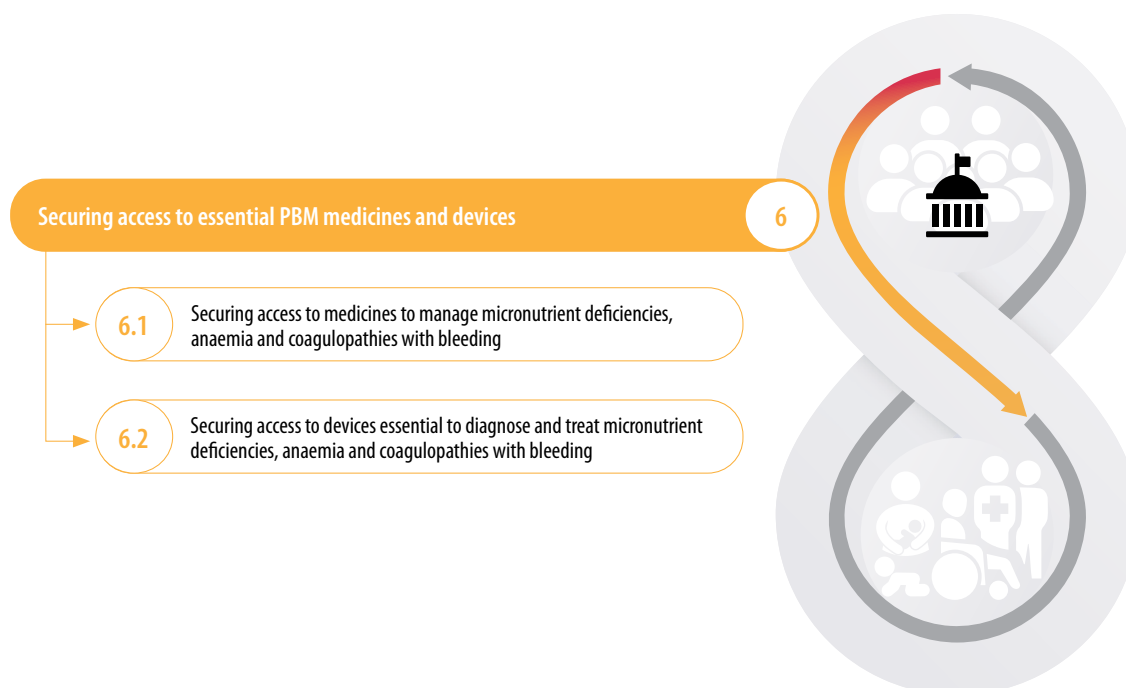 Securing access to essential PBM medicines and devices
6
6.1
Securing access to medicines to manage micronutrient deficiencies,
anaemia and coagulopathies with bleeding
6.2
Securing access to devices essential to diagnose and treat micronutrient
deficiencies, anaemia and coagulopathies with bleeding